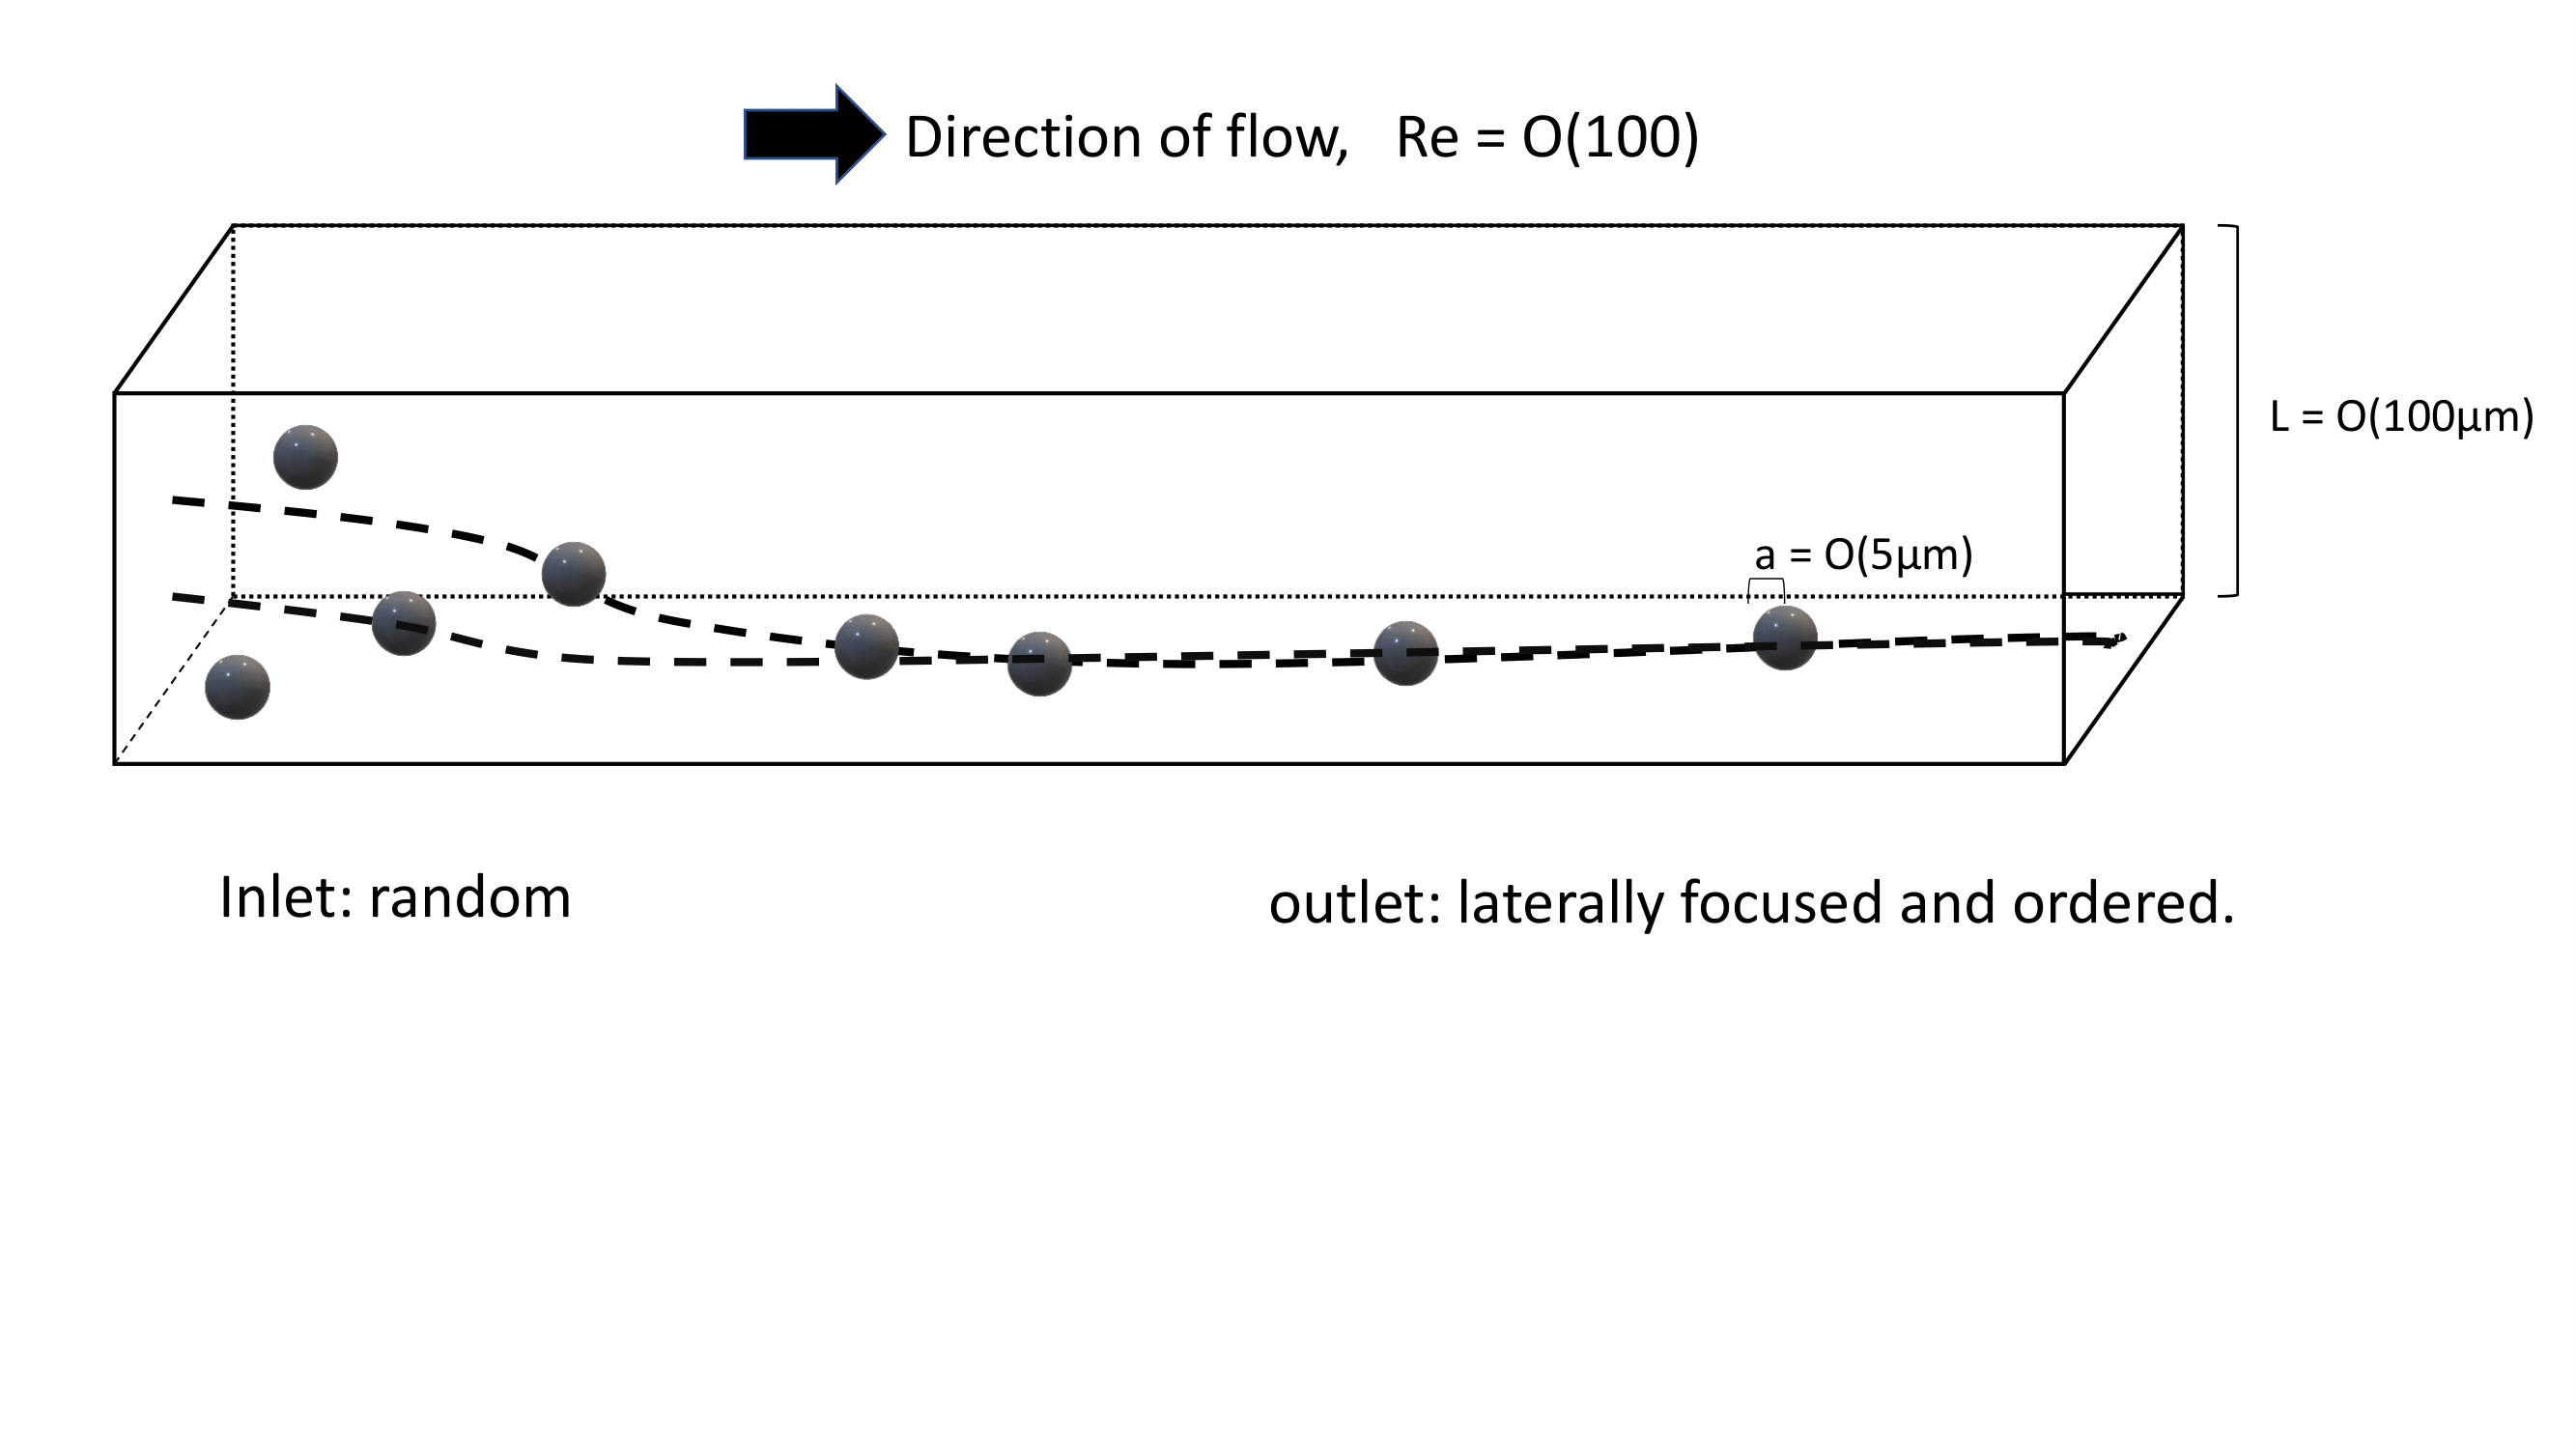 Direction of flow, Re = O(100)
L = O(100μm)
a = O(5μm)
Inlet: random
outlet: laterally focused and ordered.